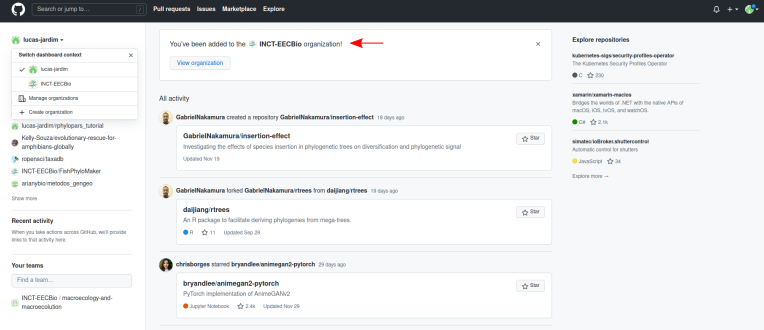 Search or jump to…
/
Pull requests Issues Marketplace Explore
lucas-jardim
Switch dashboard context
lucas-jardim
INCT-EECBio
Manage organizations
Create organization
lucas-jardim/phylopars_tutorial
Kelly-Souza/evolutionary-rescue-for-
amphibians-globally
ropensci/taxadb
INCT-EECBio/FishPhyloMaker
arianybio/metodos_gengeo
Show more
Recent activity
When you take actions across GitHub, we'll provide
links to that activity here.
Your teams
Find a team…
INCT-EECBio / macroecology-and-
macroecolution
You've been added to the INCT-EECBio organization!
View organization
All activity
GabrielNakamura created a repository GabrielNakamura/insertion-effect 19 days ago
GabrielNakamura/insertion-effect
Star
Investigating the effects of species insertion in phylogenetic trees on diversification and phylogenetic signal
Updated Nov 19
GabrielNakamura forked GabrielNakamura/rtrees from daijiang/rtrees 19 days ago
daijiang/rtrees
Star
An R package to facilitate deriving phylogenies from mega-trees.
R 11 Updated Sep 28
chrisborges starred bryandlee/animegan2-pytorch 29 days ago
bryandlee/animegan2-pytorch
Star
PyTorch implementation of AnimeGANv2
Jupyter Notebook 2.4k Updated Nov 29
Explore repositories
kubernetes-sigs/security-profiles-operator
The Kubernetes Security Profiles Operator
C 230
xamarin/xamarin-macios
Bridges the worlds of .NET with the native APIs of
macOS, iOS, tvOS, and watchOS.
C# 2.1k
simatec/ioBroker.shuttercontrol
Automatic control for shutters
JavaScript 34
Explore more →